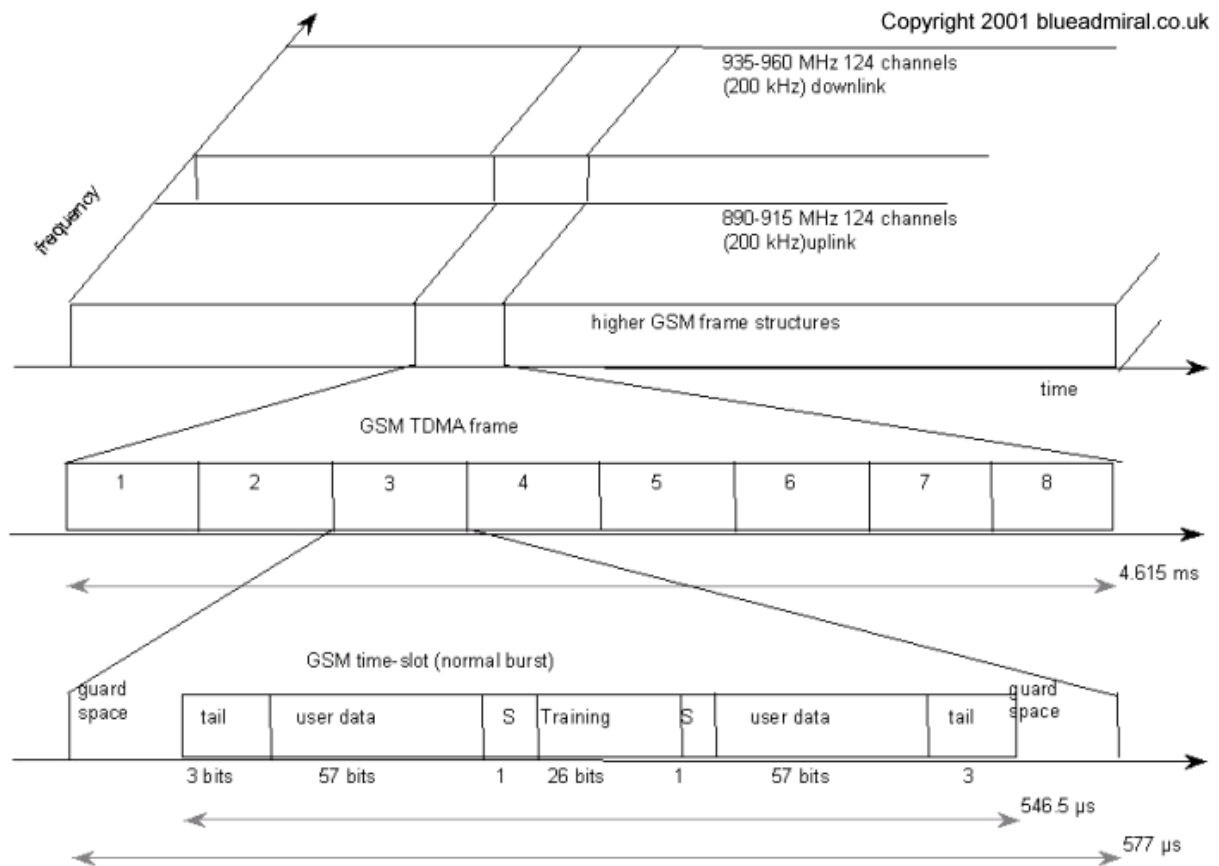 Copyright 2001 blueadmiral.co.uk
935-960 MHz 124 channels
(200 kHz) downlink
frequency
890-915 MHz 124 channels
(200 kHz)uplink
higher GSM frame structures
time
GSM TDMA frame
1 2 3 4 5 6 7 8
4.615 ms
GSM time-slot (normal burst)
guard
space
tail user data S Training S user data tail
guard
space
3 bits 57 bits 1 26 bits 1 57 bits 3
546.5 µs
577 µs